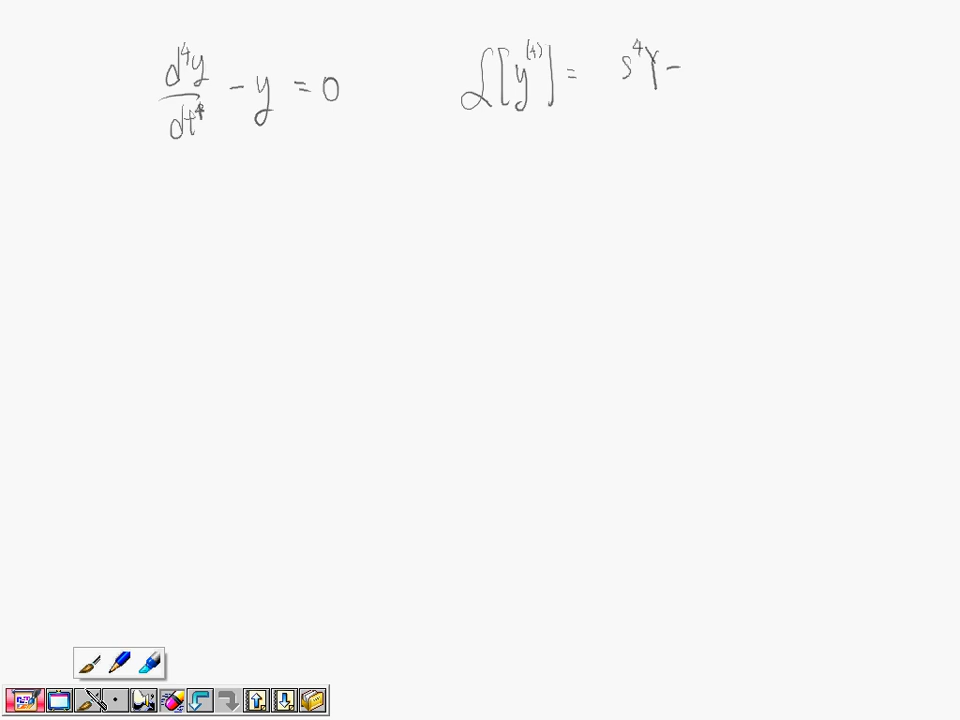 d⁴y/dt⁴ - y = 0
ℒ[y⁽⁴⁾] = s⁴Y -